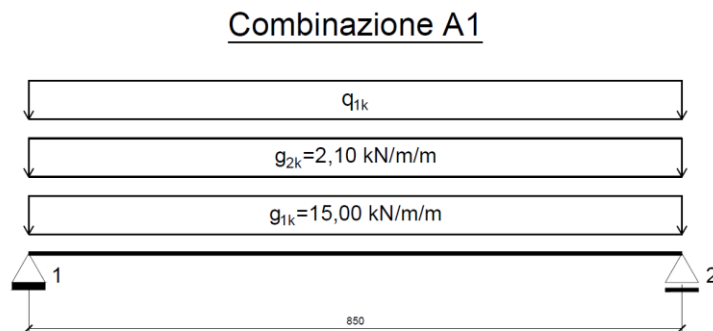 Combinazione A1
q1k
g2k=2,10 kN/m/m
g1k=15,00 kN/m/m
1
2
850